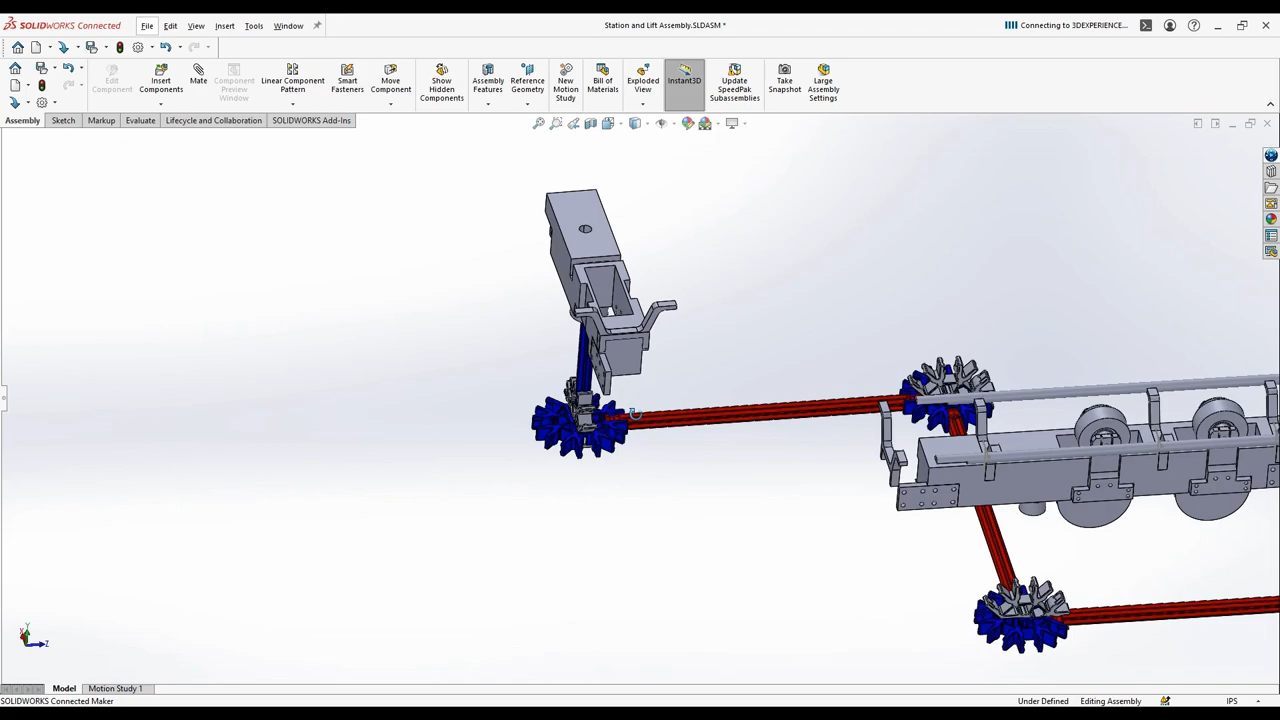 SOLIDWORKS Connected File Edit View Insert Tools Window Station and Lift Assembly.SLDASM * Connecting to 3DEXPERIENCE...
Edit Component
Insert Components
Mate
Component Preview Window
Linear Component Pattern
Smart Fasteners
Move Component
Show Hidden Components
Assembly Features
Reference Geometry
New Motion Study
Bill of Materials
Exploded View
Instant3D
Update SpeedPak Subassemblies
Take Snapshot
Large Assembly Settings
Assembly Sketch Markup Evaluate Lifecycle and Collaboration SOLIDWORKS Add-Ins
Y
X Z
Model Motion Study 1
SOLIDWORKS Connected Maker Under Defined Editing Assembly IPS